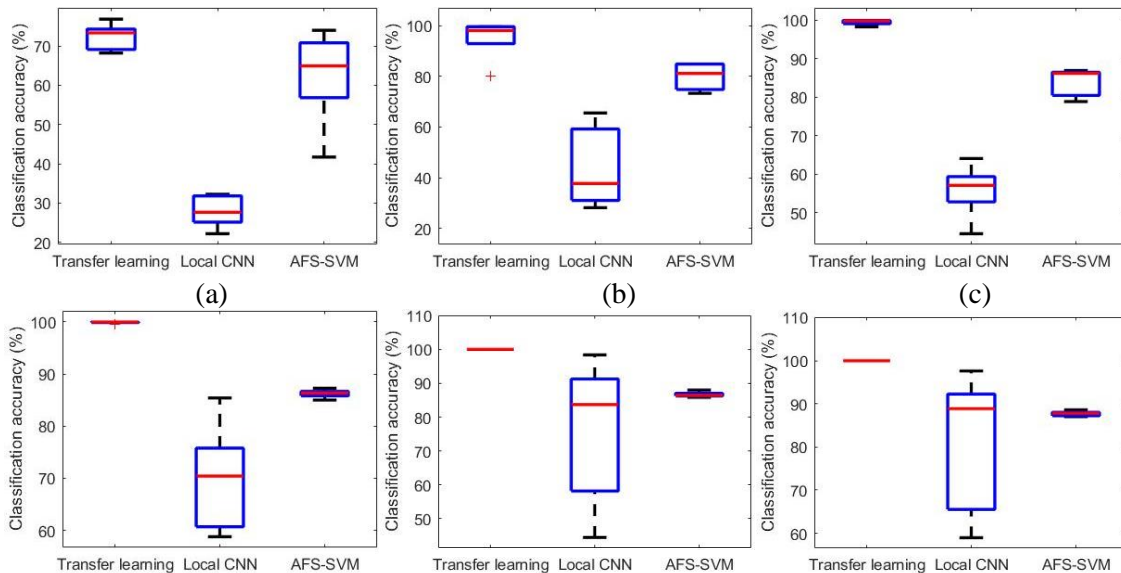 Classification accuracy (%)
70
60
50
40
30
20
Transfer learning Local CNN AFS-SVM
(a)
Classification accuracy (%)
100
80
60
40
20
Transfer learning Local CNN AFS-SVM
(b)
Classification accuracy (%)
100
90
80
70
60
50
Transfer learning Local CNN AFS-SVM
(c)
Classification accuracy (%)
100
90
80
70
60
Transfer learning Local CNN AFS-SVM
Classification accuracy (%)
110
100
90
80
70
60
50
Transfer learning Local CNN AFS-SVM
Classification accuracy (%)
110
100
90
80
70
60
Transfer learning Local CNN AFS-SVM